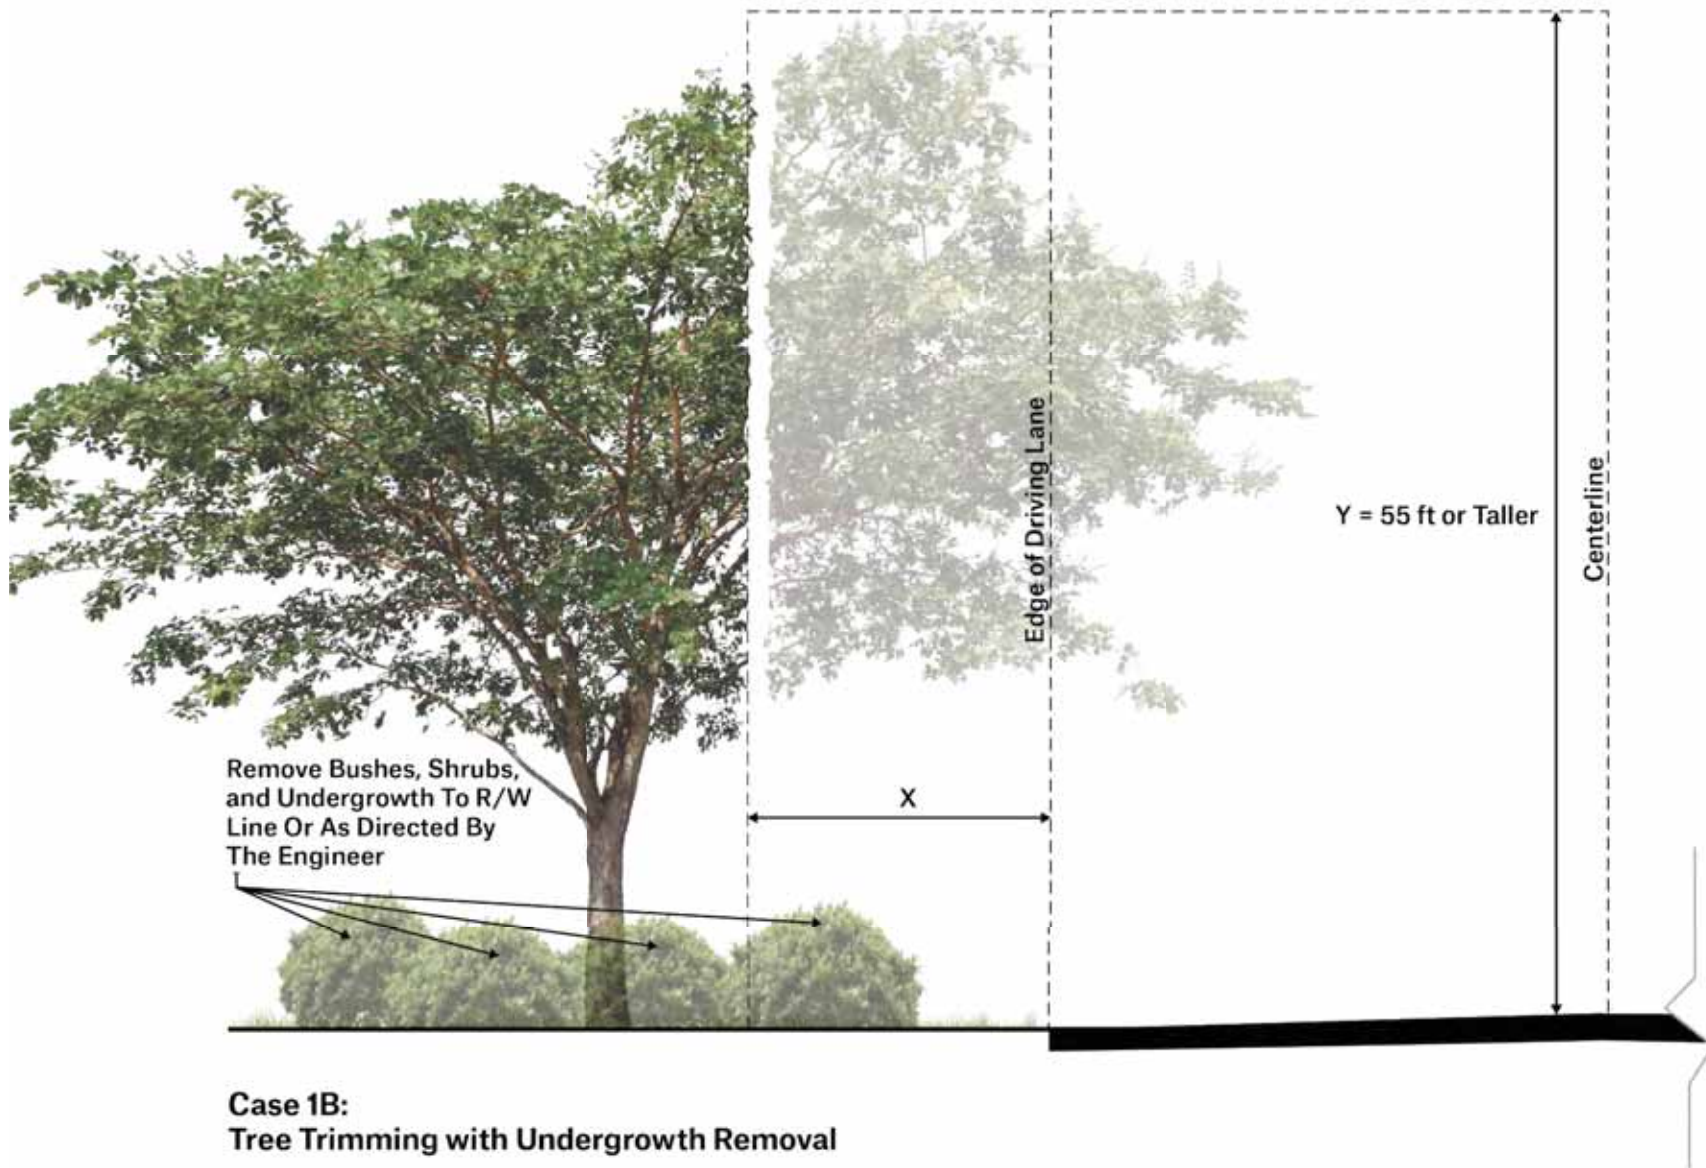 Edge of Driving Lane
Y = 55 ft or Taller
Centerline
Remove Bushes, Shrubs,
and Undergrowth To R/W
Line Or As Directed By
The Engineer
X
Case 1B:
Tree Trimming with Undergrowth Removal